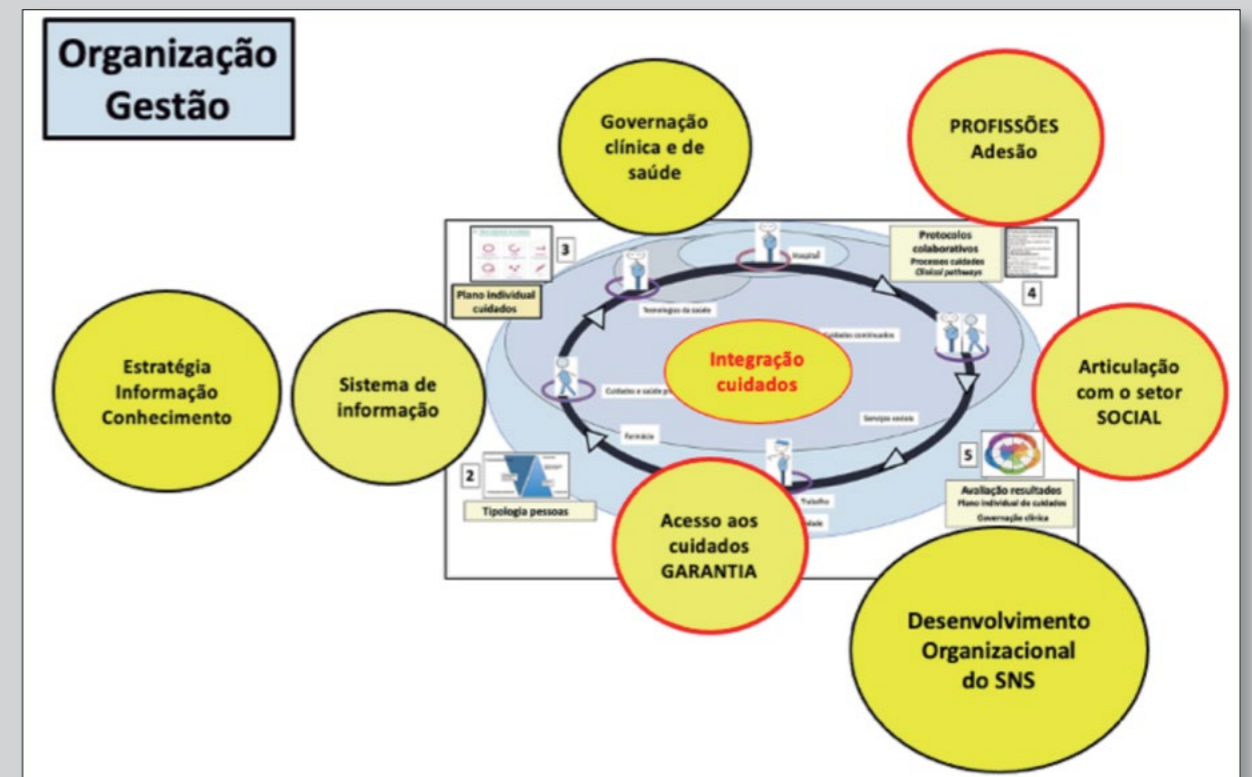 Organização
Gestão
Governação
clínica e de
saúde
PROFISSÕES
Adesão
3
Plano individual
cuidados
Hospital
Protocolos
colaborativos
Processes cuidados
Clinical pathways
4
Tecnologias da saúde
Cuidados continuados
Integração
cuidados
Estratégia
Informação
Conhecimento
Sistema de
informação
Articulação
com o setor
SOCIAL
Cuidados e saúde
Serviços sociais
Farmácia
2
Tipologia pessoas
5
Avaliação resultados
Plano individual de cuidados
Governação clínica
Trabalho
Acesso aos
cuidados
GARANTIA
Desenvolvimento
Organizacional
do SNS